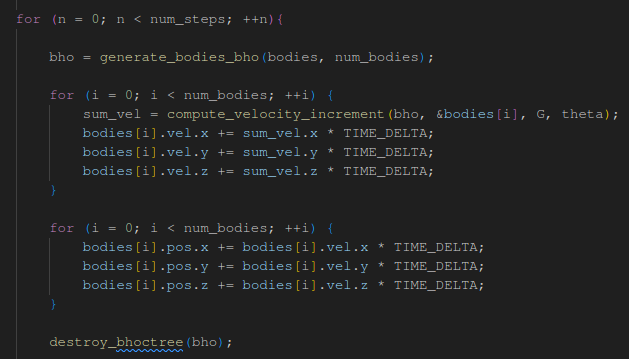 for (n = 0; n < num_steps; ++n){
bho = generate_bodies_bho(bodies, num_bodies);
for (i = 0; i < num_bodies; ++i) {
sum_vel = compute_velocity_increment(bho, &bodies[i], G, theta);
bodies[i].vel.x += sum_vel.x * TIME_DELTA;
bodies[i].vel.y += sum_vel.y * TIME_DELTA;
bodies[i].vel.z += sum_vel.z * TIME_DELTA;
}
for (i = 0; i < num_bodies; ++i) {
bodies[i].pos.x += bodies[i].vel.x * TIME_DELTA;
bodies[i].pos.y += bodies[i].vel.y * TIME_DELTA;
bodies[i].pos.z += bodies[i].vel.z * TIME_DELTA;
}
destroy_bhoctree(bho);